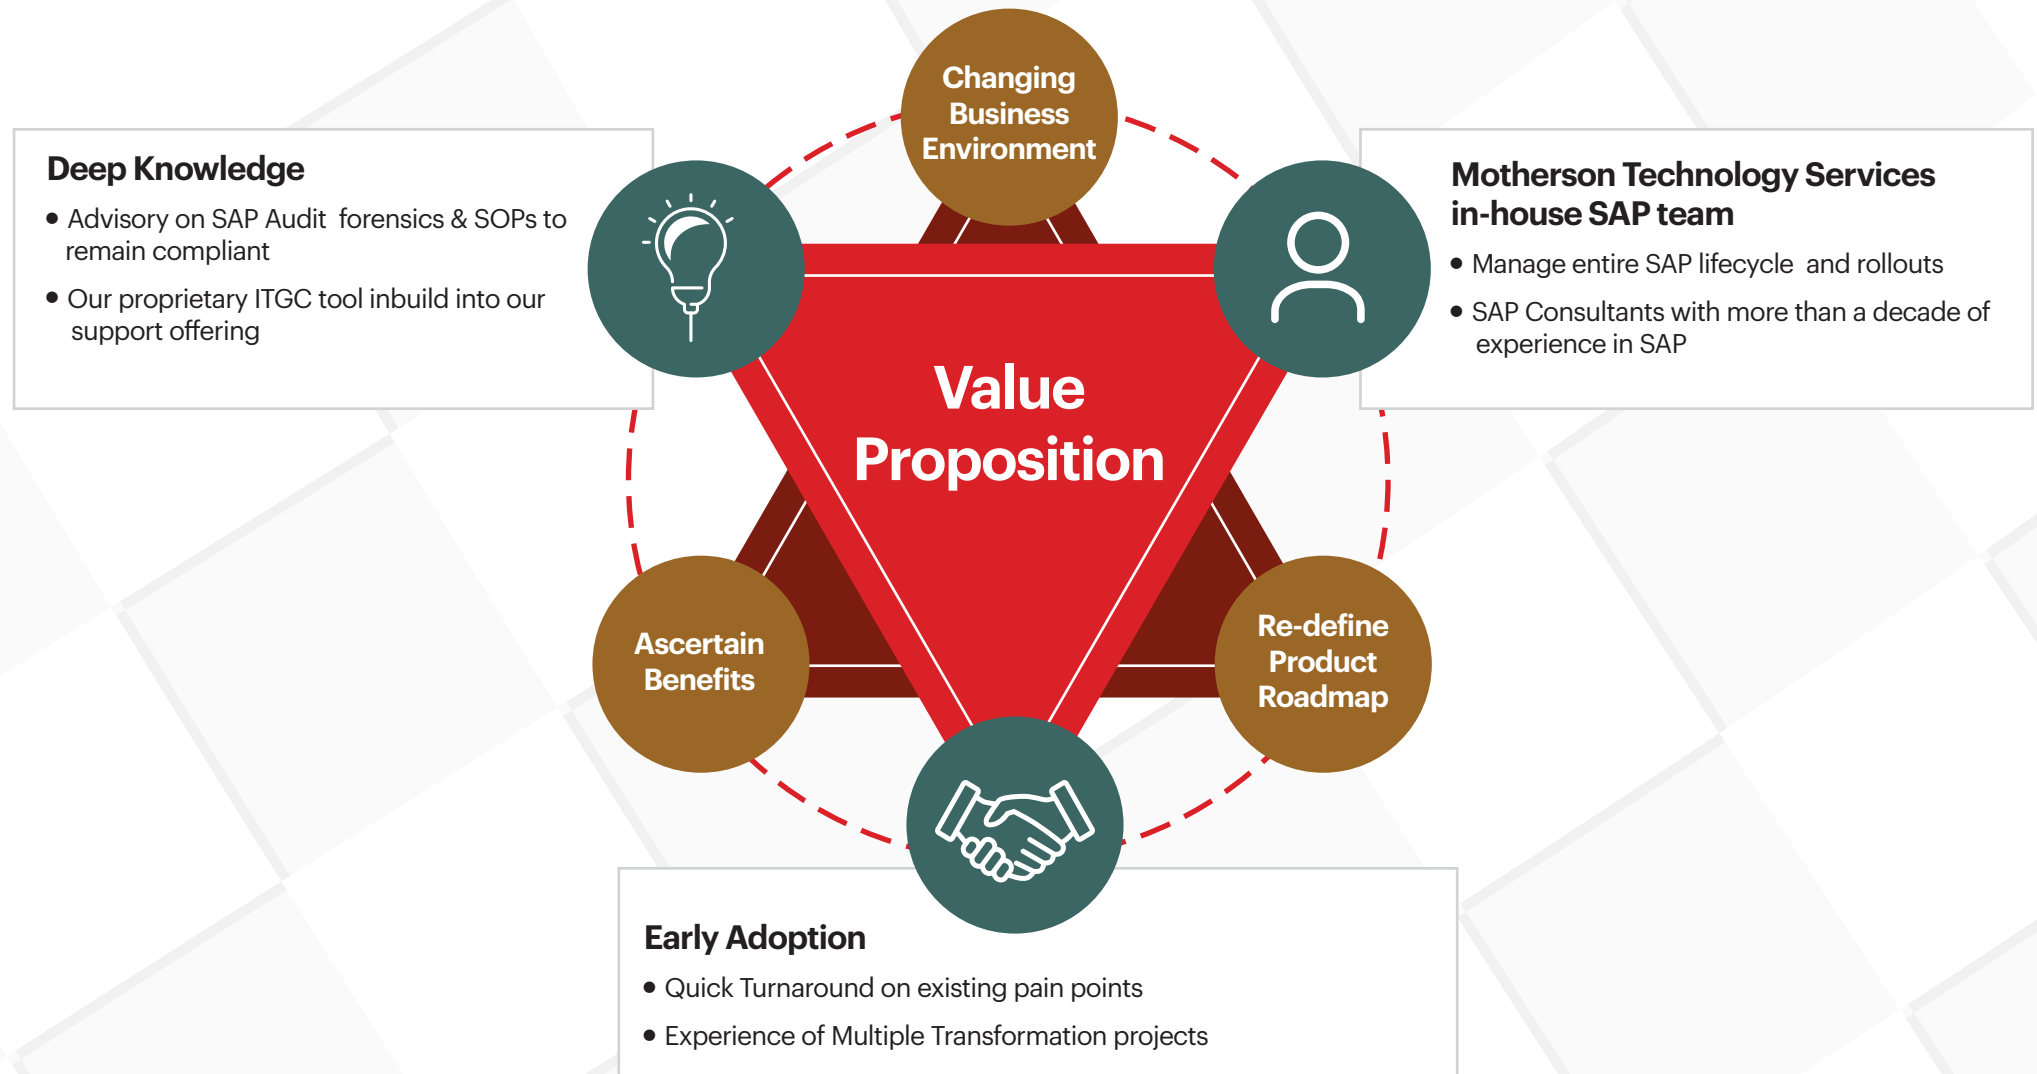 Changing
Business
Environment
Deep Knowledge
• Advisory on SAP Audit forensics & SOPs to
remain compliant
• Our proprietary ITGC tool inbuild into our
support offering
Motherson Technology Services
in-house SAP team
• Manage entire SAP lifecycle and rollouts
• SAP Consultants with more than a decade of
experience in SAP
Value
Proposition
Ascertain
Benefits
Re-define
Product
Roadmap
Early Adoption
• Quick Turnaround on existing pain points
• Experience of Multiple Transformation projects